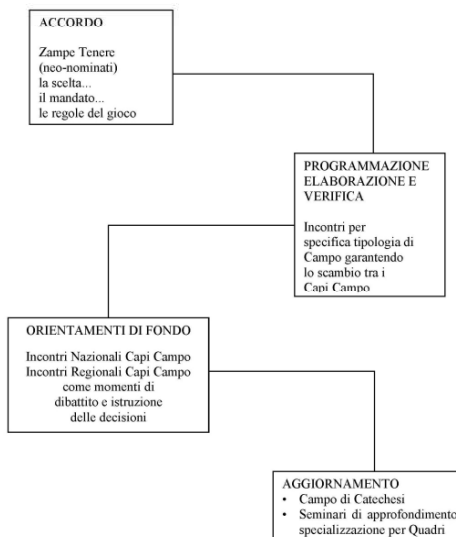 ACCORDO
Zampe Tenere
(neo-nominati)
la scelta...
il mandato...
le regole del gioco
PROGRAMMAZIONE
ELABORAZIONE E
VERIFICA
Incontri per
specifica tipologia di
Campo garantendo
lo scambio tra i
Capi Campo
ORIENTAMENTI DI FONDO
Incontri Nazionali Capi Campo
Incontri Regionali Capi Campo
come momenti di
dibattito e istruzione
delle decisioni
AGGIORNAMENTO
• Campo di Catechesi
• Seminari di approfondimento
specializzazione per Quadri